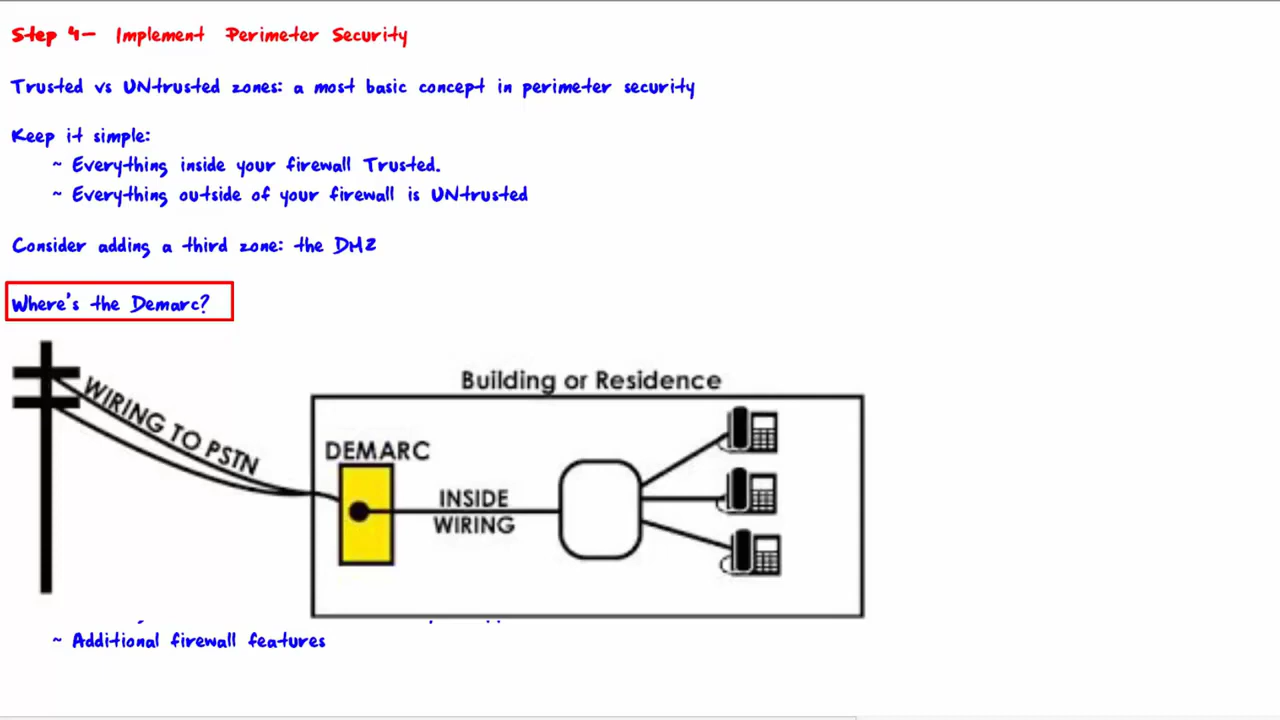 Step 4- Implement Perimeter Security
Trusted vs UNtrusted zones: a most basic concept in perimeter security
Keep it simple:
~ Everything inside your firewall Trusted.
~ Everything outside of your firewall is UNtrusted
Consider adding a third zone: the DMZ
Where's the Demarc?
Building or Residence
WIRING TO PSTN
DEMARC
INSIDE
WIRING
~ Additional firewall features